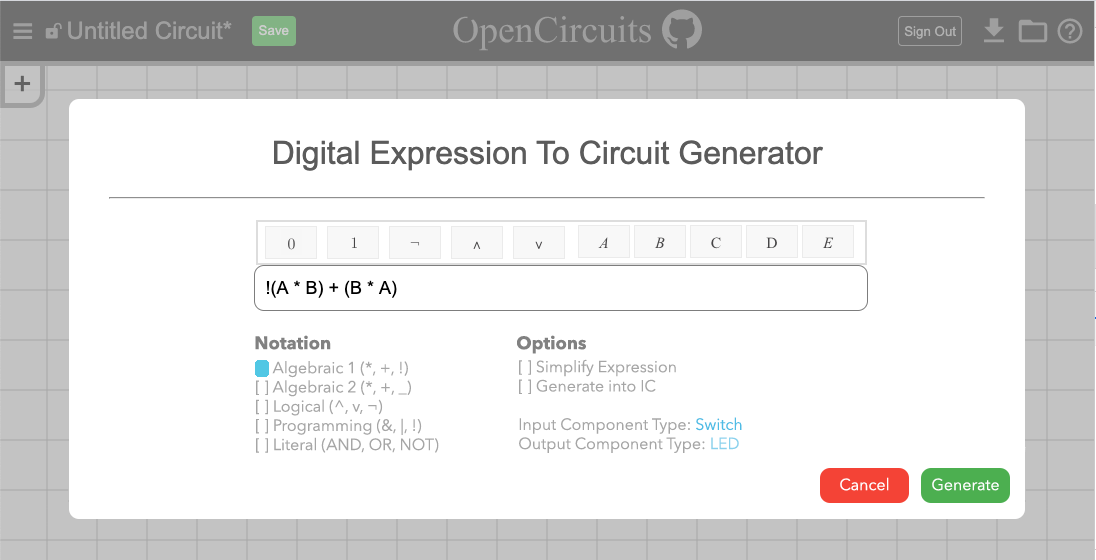 Untitled Circuit* Save OpenCircuits Sign Out ?
+
Digital Expression To Circuit Generator
0 1 ¬ ∧ ∨ A B C D E
!(A * B) + (B * A)
Notation Options
Algebraic 1 (*, +, !) [ ] Simplify Expression
[ ] Algebraic 2 (*, +, _) [ ] Generate into IC
[ ] Logical (^, v, ¬)
[ ] Programming (&, |, !) Input Component Type: Switch
[ ] Literal (AND, OR, NOT) Output Component Type: LED
Cancel Generate